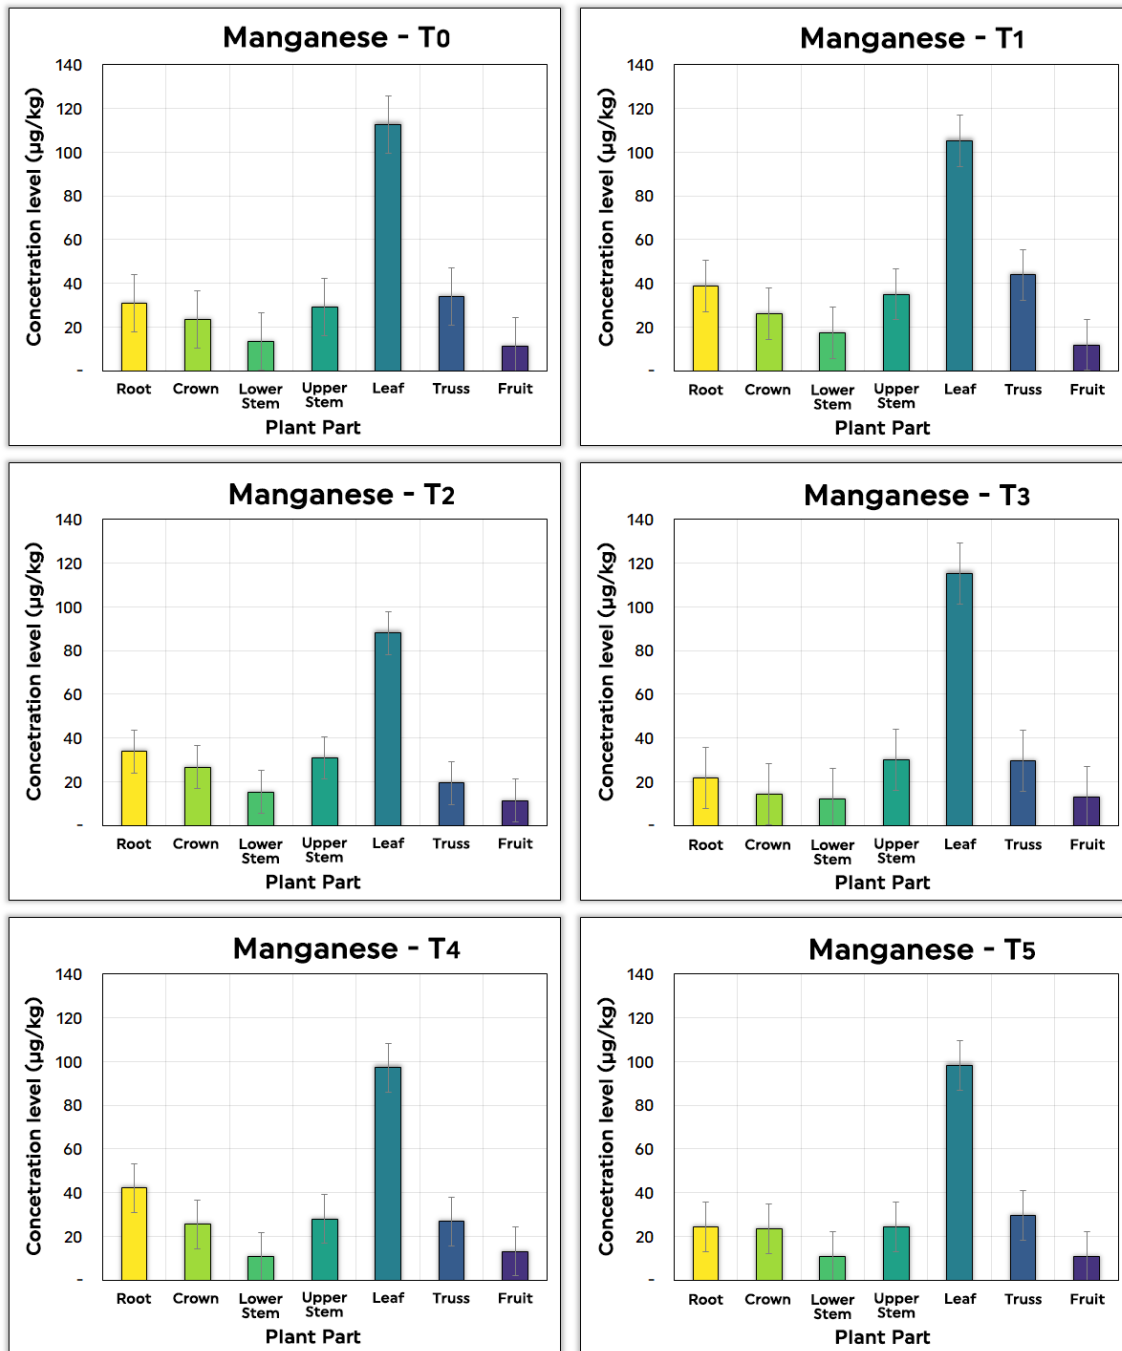 Manganese - T0
Concetration level (µg/kg)
140
120
100
80
60
40
20
-
Root Crown Lower Stem Upper Stem Leaf Truss Fruit
Plant Part
Manganese - T1
Concetration level (µg/kg)
140
120
100
80
60
40
20
-
Root Crown Lower Stem Upper Stem Leaf Truss Fruit
Plant Part
Manganese - T2
Concetration level (µg/kg)
140
120
100
80
60
40
20
-
Root Crown Lower Stem Upper Stem Leaf Truss Fruit
Plant Part
Manganese - T3
Concetration level (µg/kg)
140
120
100
80
60
40
20
-
Root Crown Lower Stem Upper Stem Leaf Truss Fruit
Plant Part
Manganese - T4
Concetration level (µg/kg)
140
120
100
80
60
40
20
-
Root Crown Lower Stem Upper Stem Leaf Truss Fruit
Plant Part
Manganese - T5
Concetration level (µg/kg)
140
120
100
80
60
40
20
-
Root Crown Lower Stem Upper Stem Leaf Truss Fruit
Plant Part